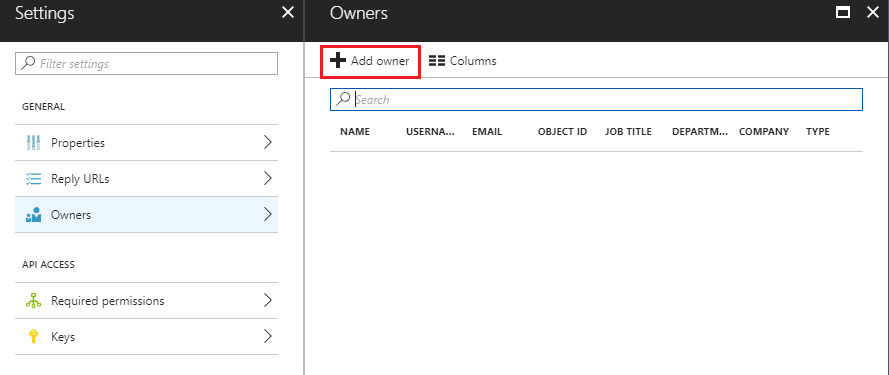 Settings
Filter settings
GENERAL
Properties
Reply URLs
Owners
API ACCESS
Required permissions
Keys
Owners
Add owner Columns
Search
NAME USERNA... EMAIL OBJECT ID JOB TITLE DEPARTM... COMPANY TYPE